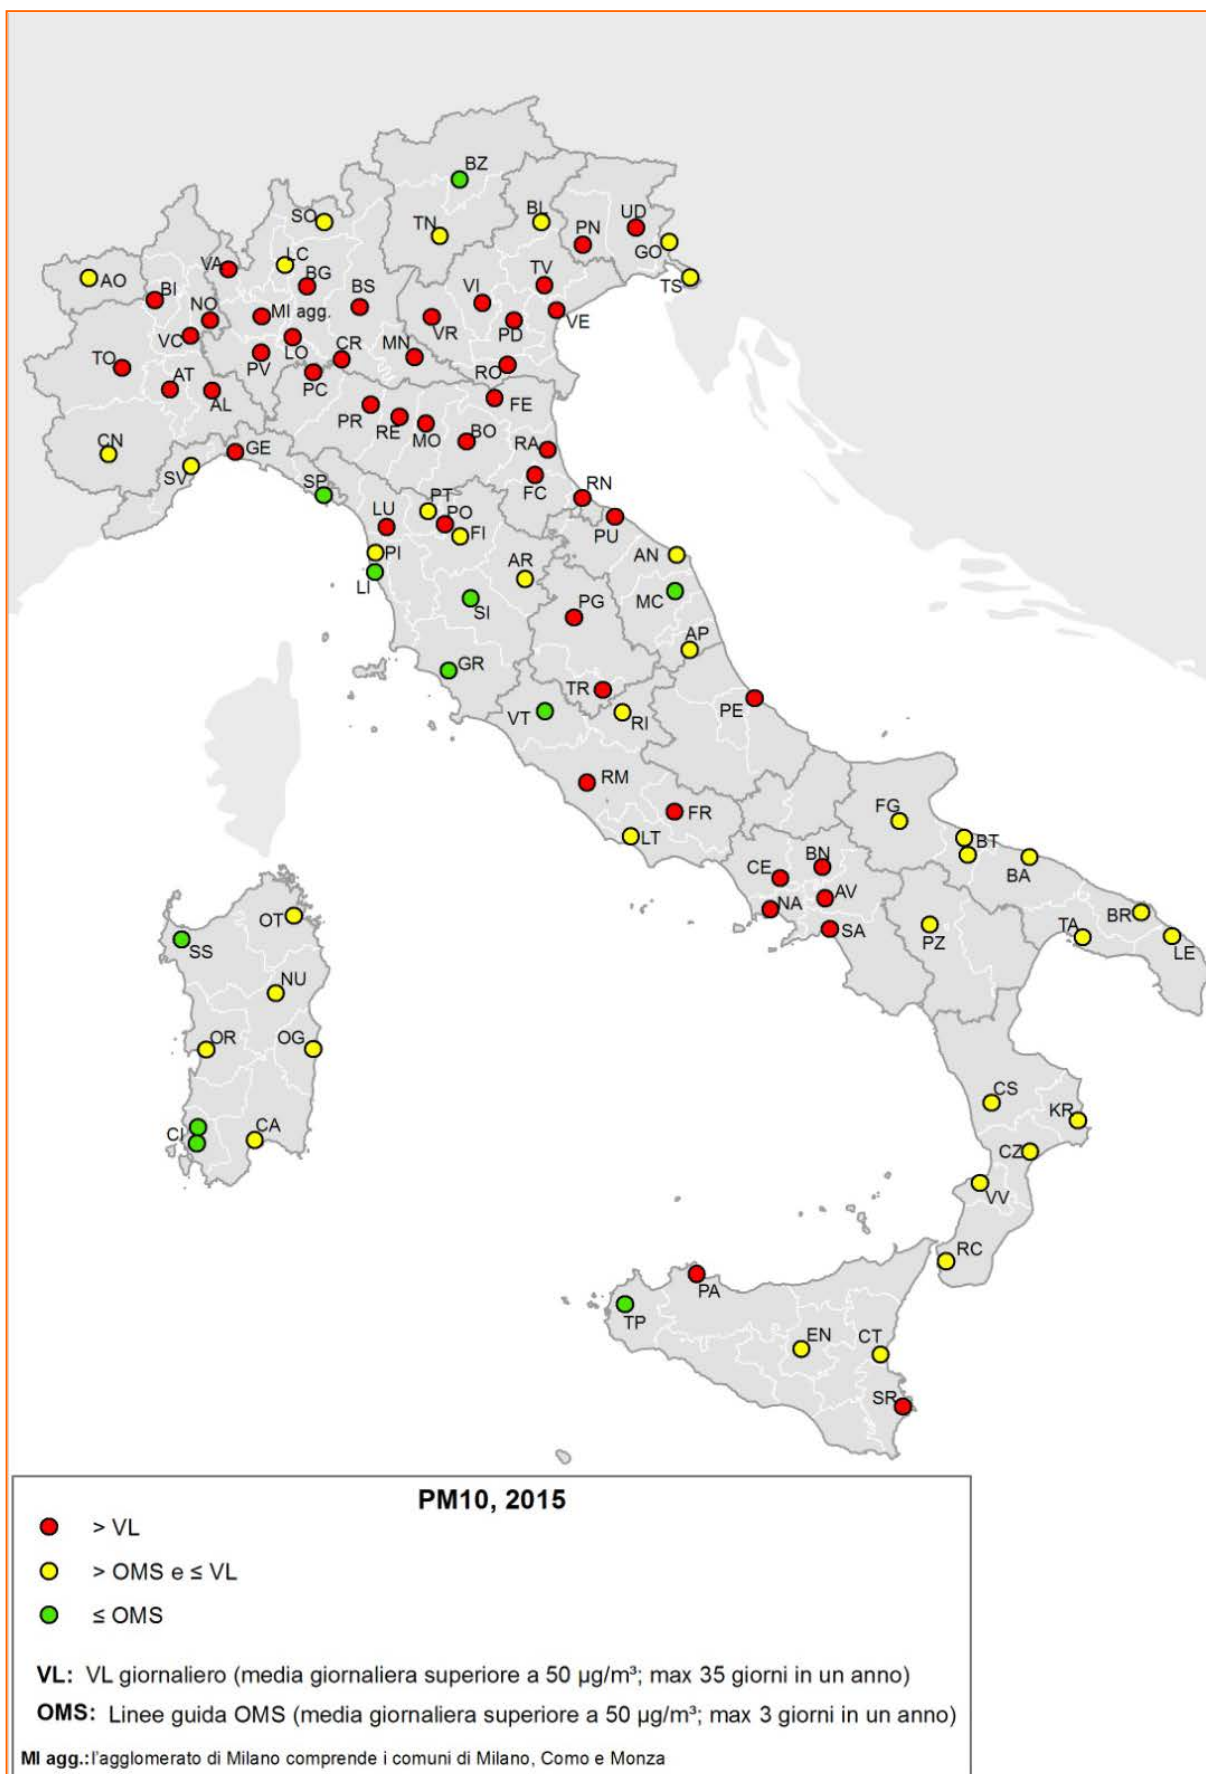 BZ
SO
TN
BL
PN
UD
GO
TS
AO
VA
LC
BG
BS
TV
BI
NO
MI agg.
VI
VE
VC
VR
PD
LO
CR
MN
RO
TO
AT
PV
PC
AL
PR
RE
MO
BO
FE
RA
CN
SV
GE
SP
FC
RN
LU
PT
PO
FI
PU
PI
AN
LI
AR
SI
MC
PG
AP
GR
TR
VT
RI
PE
RM
FR
LT
FG
BT
BA
CE
BN
NA
AV
SA
PZ
TA
BR
LE
OT
SS
NU
OR
OG
CI
CA
CS
KR
CZ
VV
RC
PA
TP
EN
CT
SR
PM10, 2015
> VL
> OMS e ≤ VL
≤ OMS
VL: VL giornaliero (media giornaliera superiore a 50 µg/m³; max 35 giorni in un anno)
OMS: Linee guida OMS (media giornaliera superiore a 50 µg/m³; max 3 giorni in un anno)
MI agg.:l'agglomerato di Milano comprende i comuni di Milano, Como e Monza